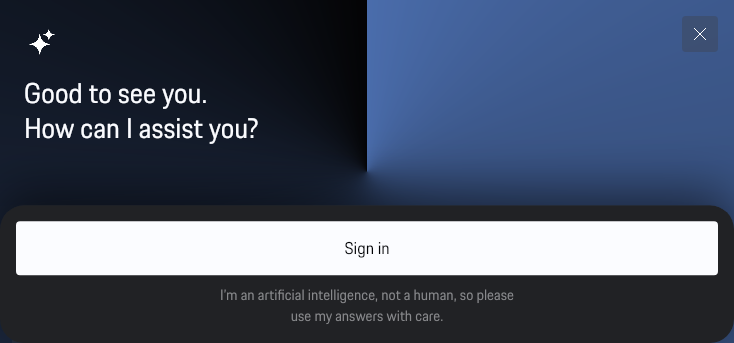 Good to see you.
How can I assist you?
Sign in
I'm an artificial intelligence, not a human, so please
use my answers with care.